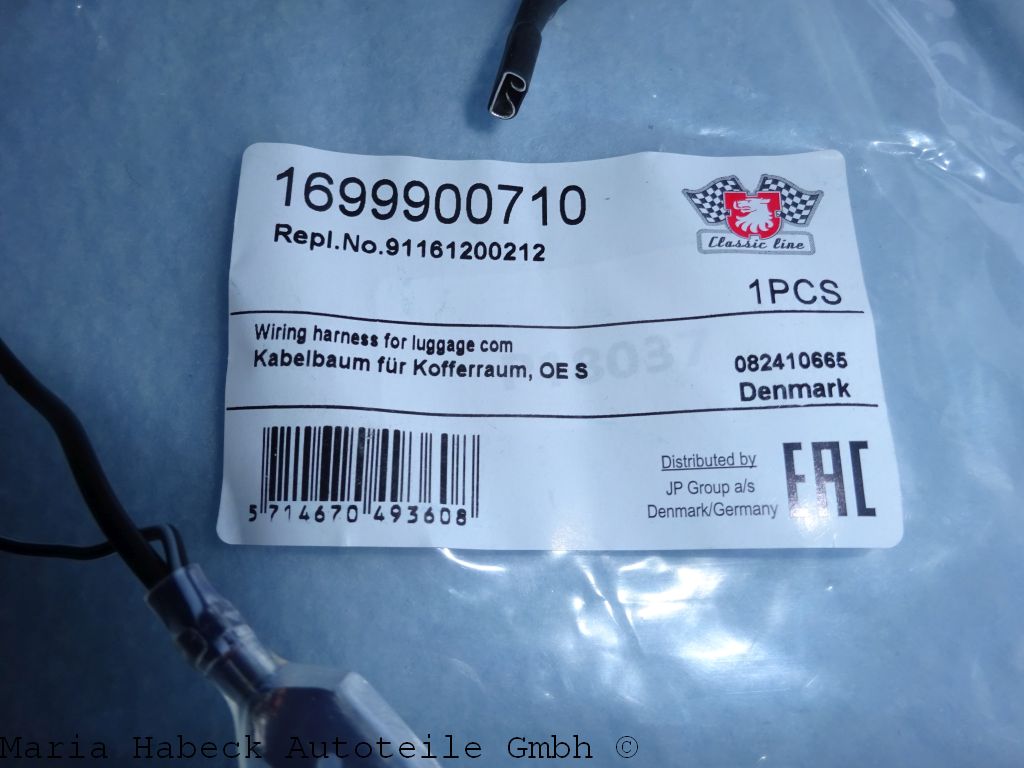 1699900710
Repl.No.91161200212
Classic line
1PCS
Wiring harness for luggage com
Kabelbaum für Kofferraum, OE S
082410665
Denmark
5 714670 493608
Distributed by
JP Group a/s
Denmark/Germany
EAC
Maria Habeck Autoteile Gmbh ©